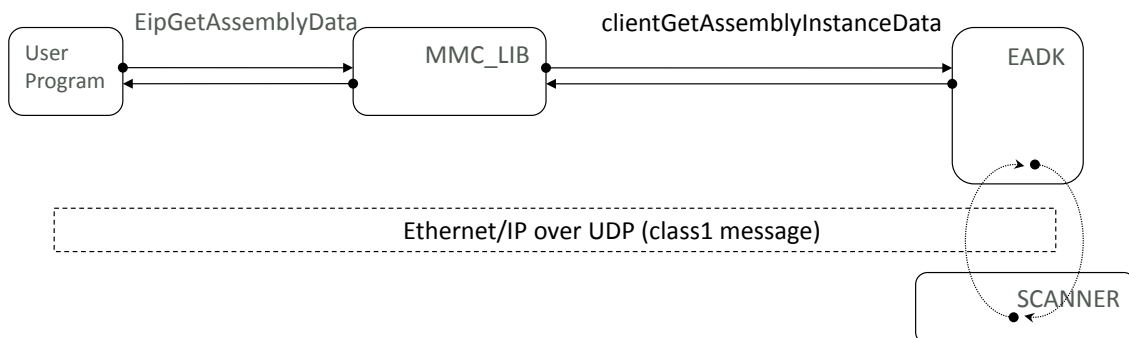 EipGetAssemblyData
clientGetAssemblyInstanceData
User
Program
MMC_LIB
EADK
Ethernet/IP over UDP (class1 message)
SCANNER